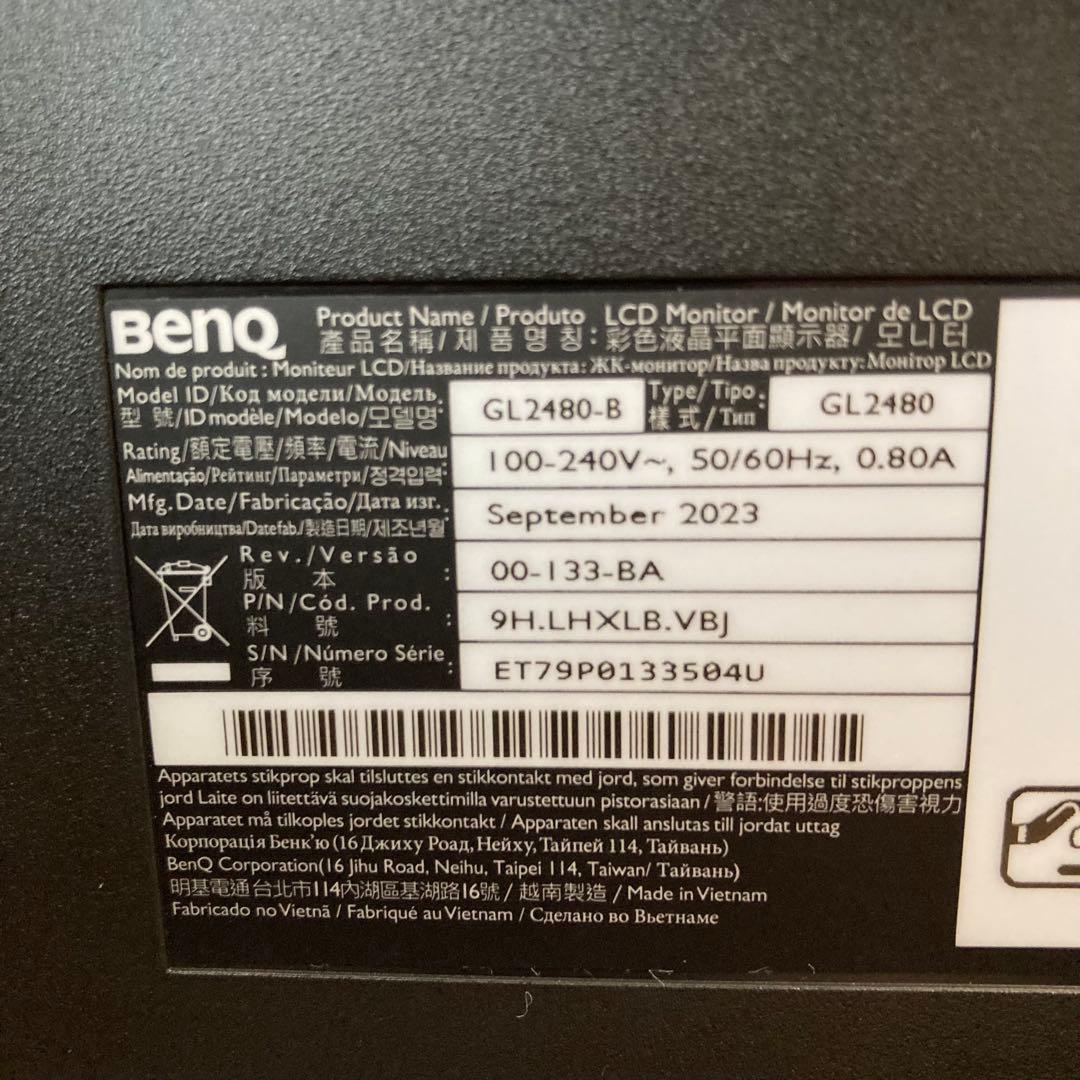 BenQ
Product Name / Produto LCD Monitor / Monitor de LCD
產品名稱/제품명칭: 彩色液晶平面顯示器/ 모니터
Nom de produit : Moniteur LCD/Название продукта: ЖК-монитор/Назва продукту: Монітор LCD
Model ID/Код модели/Модель.
型 號/ID modèle/Modelo/모델명: GL2480-B
Type/Tipo
樣式/Тип : GL2480
Rating/額定電壓/頻率/電流/Niveau
Alimentação/Рейтинг/Параметри/정격입력: 100-240V~, 50/60Hz, 0.80A
Mfg. Date/Fabricação/Дата изг.
Дата виробництва/Date fab./製造日期/제조년월: September 2023
Rev./Versão
版 本 : 00-133-BA
P/N/Cód. Prod.
料 號 : 9H.LHXLB.VBJ
S/N/Número Série
序 號 : ET79P0133504U
Apparatets stikprop skal tilsluttes en stikkontakt med jord, som giver forbindelse til stikproppens
jord Laite on liitettävä suojakoskettimilla varustettuun pistorasiaan / 警語:使用過度恐傷害視力
Apparatet må tilkoples jordet stikkontakt / Apparaten skall anslutas till jordat uttag
Корпорація Бенк'ю (16 Джиху Роад, Нейху, Тайпей 114, Тайвань)
BenQ Corporation(16 Jihu Road, Neihu, Taipei 114, Taiwan/ Тайвань)
明基電通台北市114內湖區基湖路16號 / 越南製造 / Made in Vietnam
Fabricado no Vietnã / Fabriqué au Vietnam / Сделано во Вьетнаме